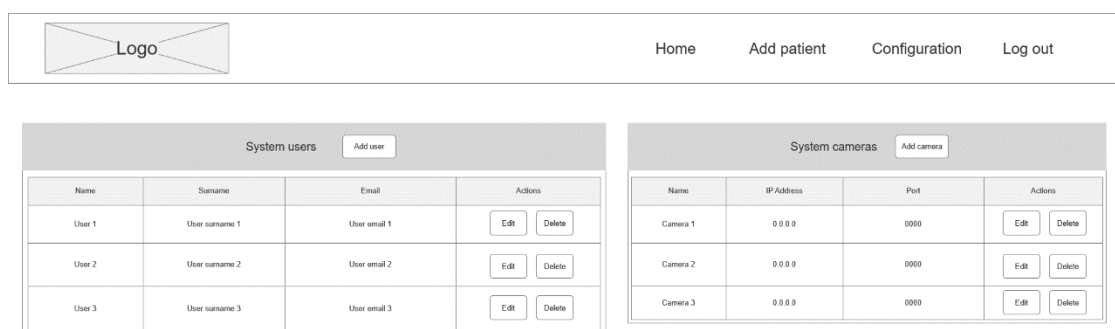 Logo Home Add patient Configuration Log out
System users Add user
Name Surname Email Actions
User 1 User surname 1 User email 1 Edit Delete
User 2 User surname 2 User email 2 Edit Delete
User 3 User surname 3 User email 3 Edit Delete
System cameras Add camera
Name IP Address Port Actions
Camera 1 0.0.0.0 0000 Edit Delete
Camera 2 0.0.0.0 0000 Edit Delete
Camera 3 0.0.0.0 0000 Edit Delete